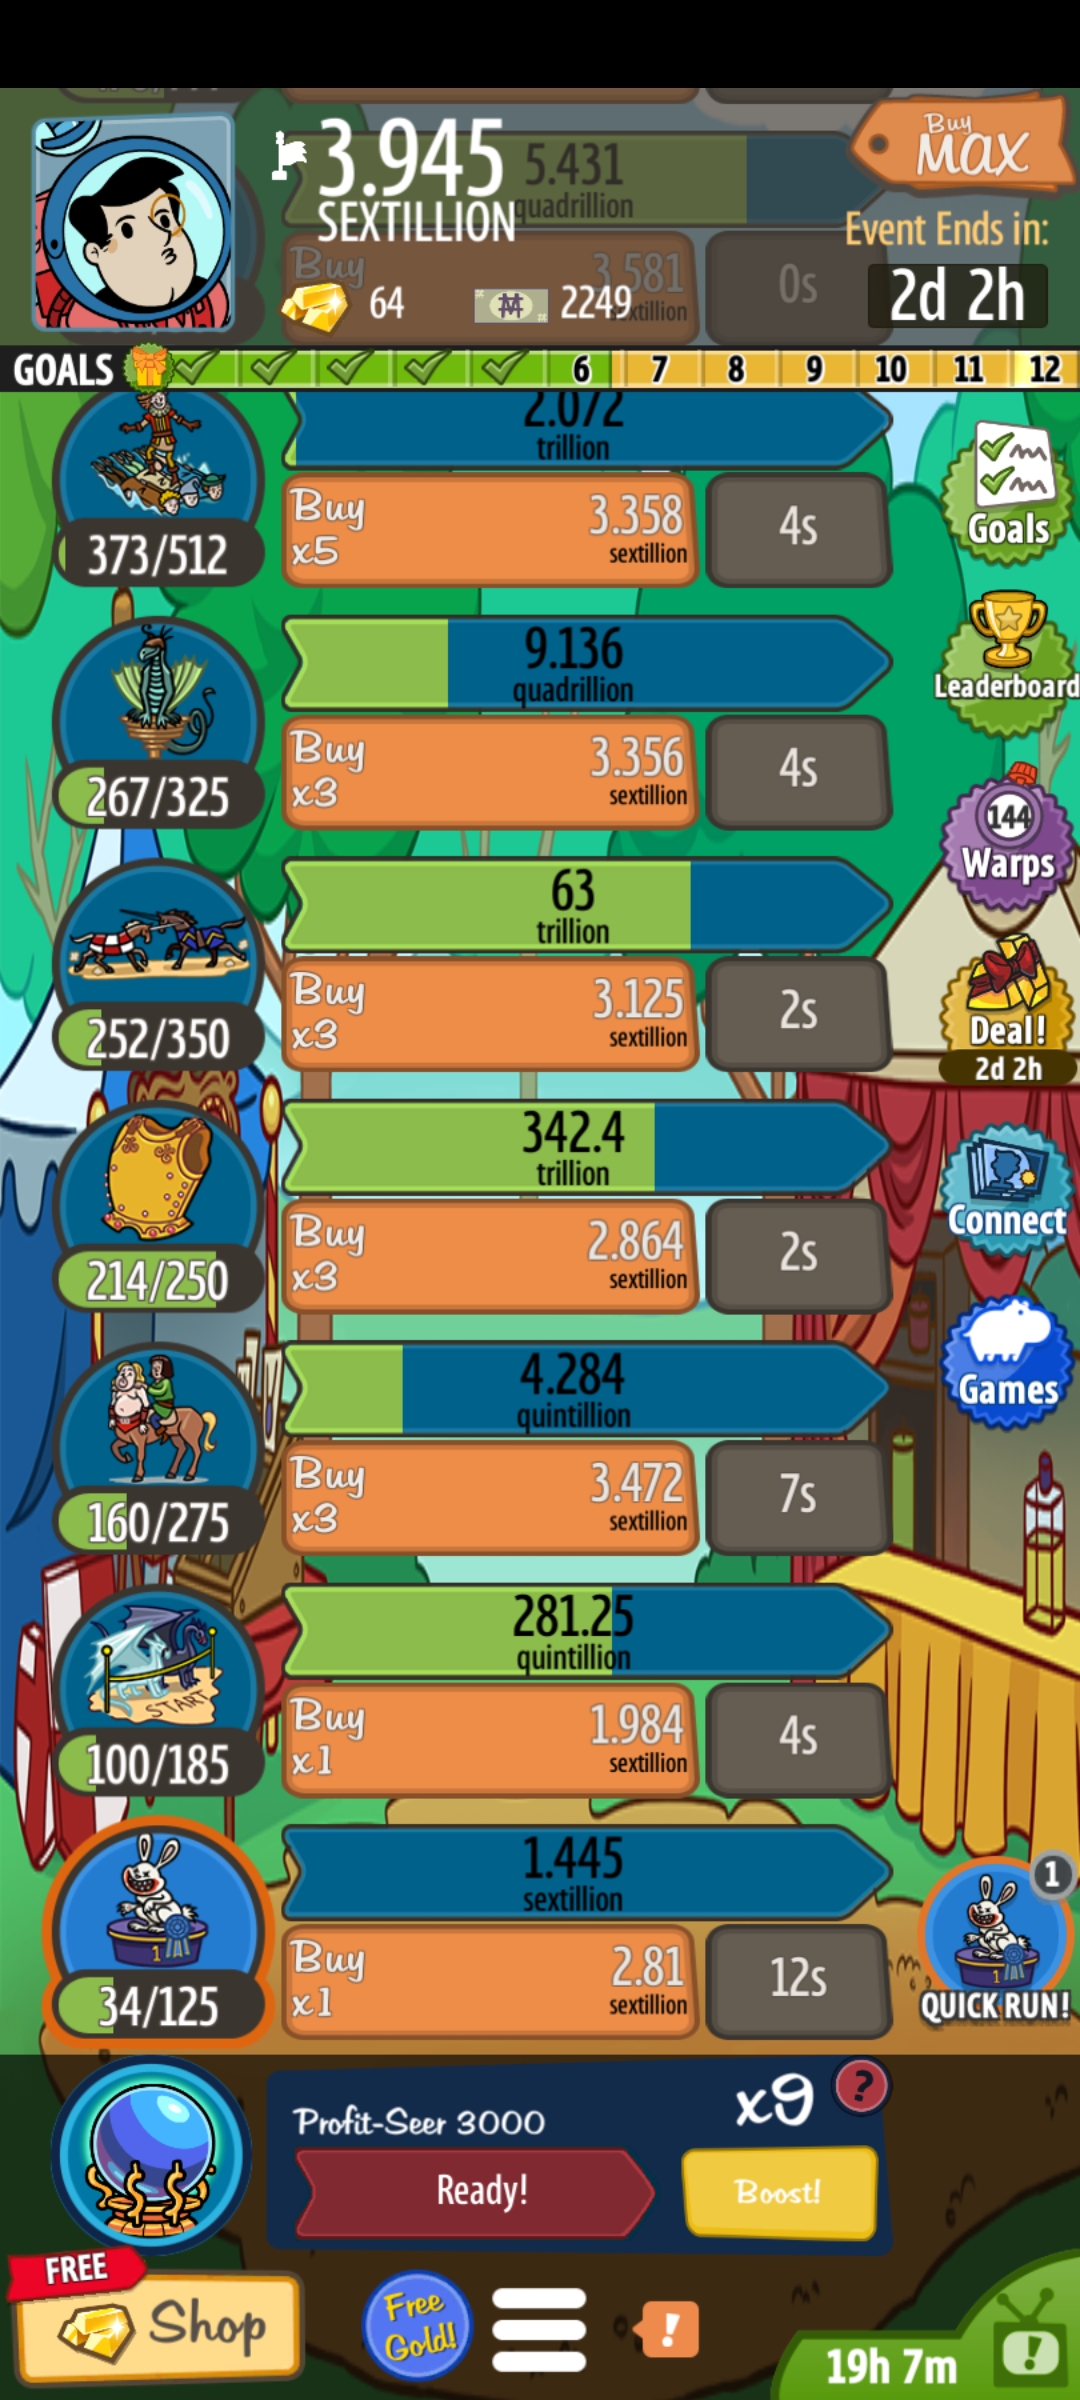 3.945
SEXTILLION
5.431
quadrillion
Buy
MAX
Event Ends in:
2d 2h
Buy
3.581
0s
64
2249
GOALS 6 7 8 9 10 11 12
2.072
trillion
373/512
Buy
x5
3.358
sextillion
4s
Goals
9.136
quadrillion
267/325
Buy
x3
3.356
sextillion
4s
Leaderboard
63
trillion
252/350
Buy
x3
3.125
sextillion
2s
144
Warps
Deal!
2d 2h
342.4
trillion
214/250
Buy
x3
2.864
sextillion
2s
Connect
4.284
quintillion
160/275
Buy
x3
3.472
sextillion
7s
Games
281.25
quintillion
START
100/185
Buy
x1
1.984
sextillion
4s
1.445
sextillion
1
34/125
Buy
x1
2.81
sextillion
12s
1
1
QUICK RUN!
Profit-Seer 3000
x9
?
Ready!
Boost!
FREE
Shop
Free
Gold!
!
19h 7m
!